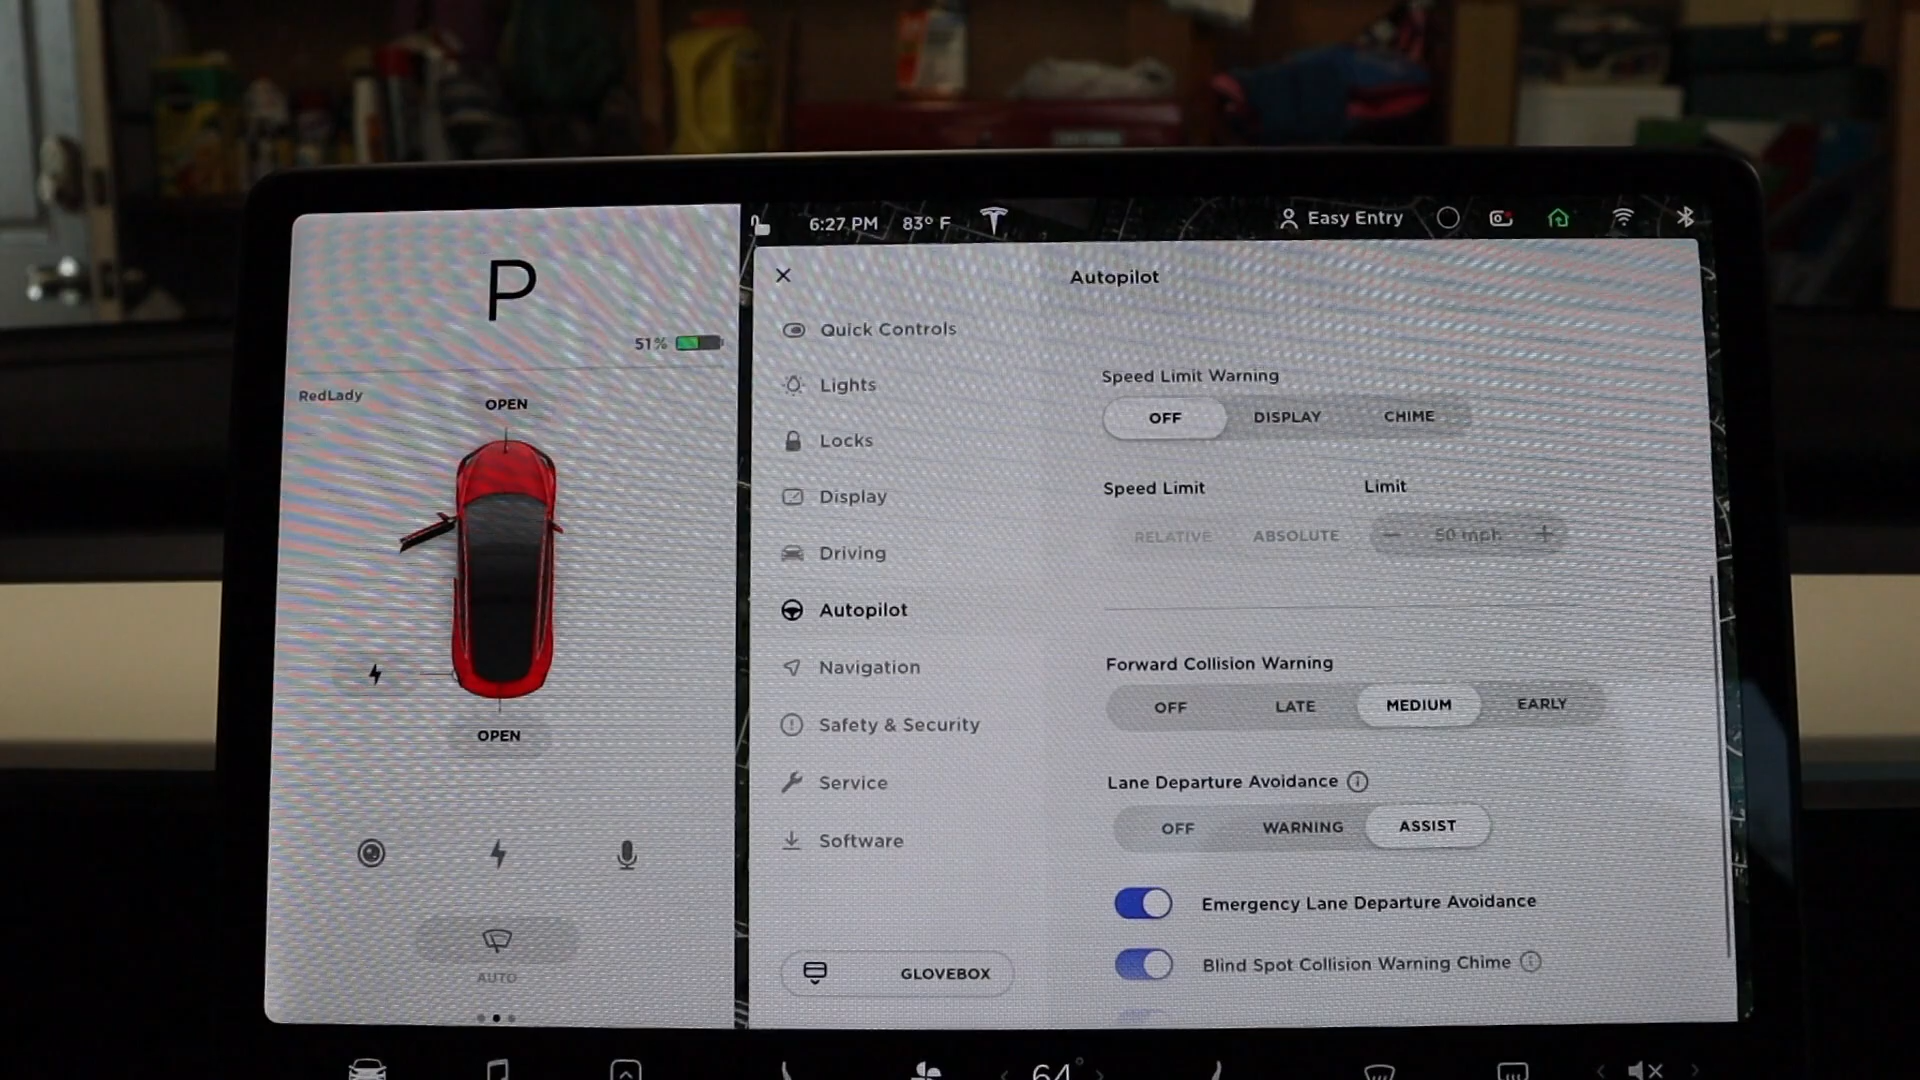 6:27 PM 83° F
Easy Entry
P
51%
RedLady
OPEN
OPEN
AUTO
Autopilot
Quick Controls
Lights
Locks
Display
Driving
Autopilot
Navigation
Safety & Security
Service
Software
GLOVEBOX
Speed Limit Warning
OFF DISPLAY CHIME
Speed Limit Limit
RELATIVE ABSOLUTE − 50 mph +
Forward Collision Warning
OFF LATE MEDIUM EARLY
Lane Departure Avoidance
OFF WARNING ASSIST
Emergency Lane Departure Avoidance
Blind Spot Collision Warning Chime
64°